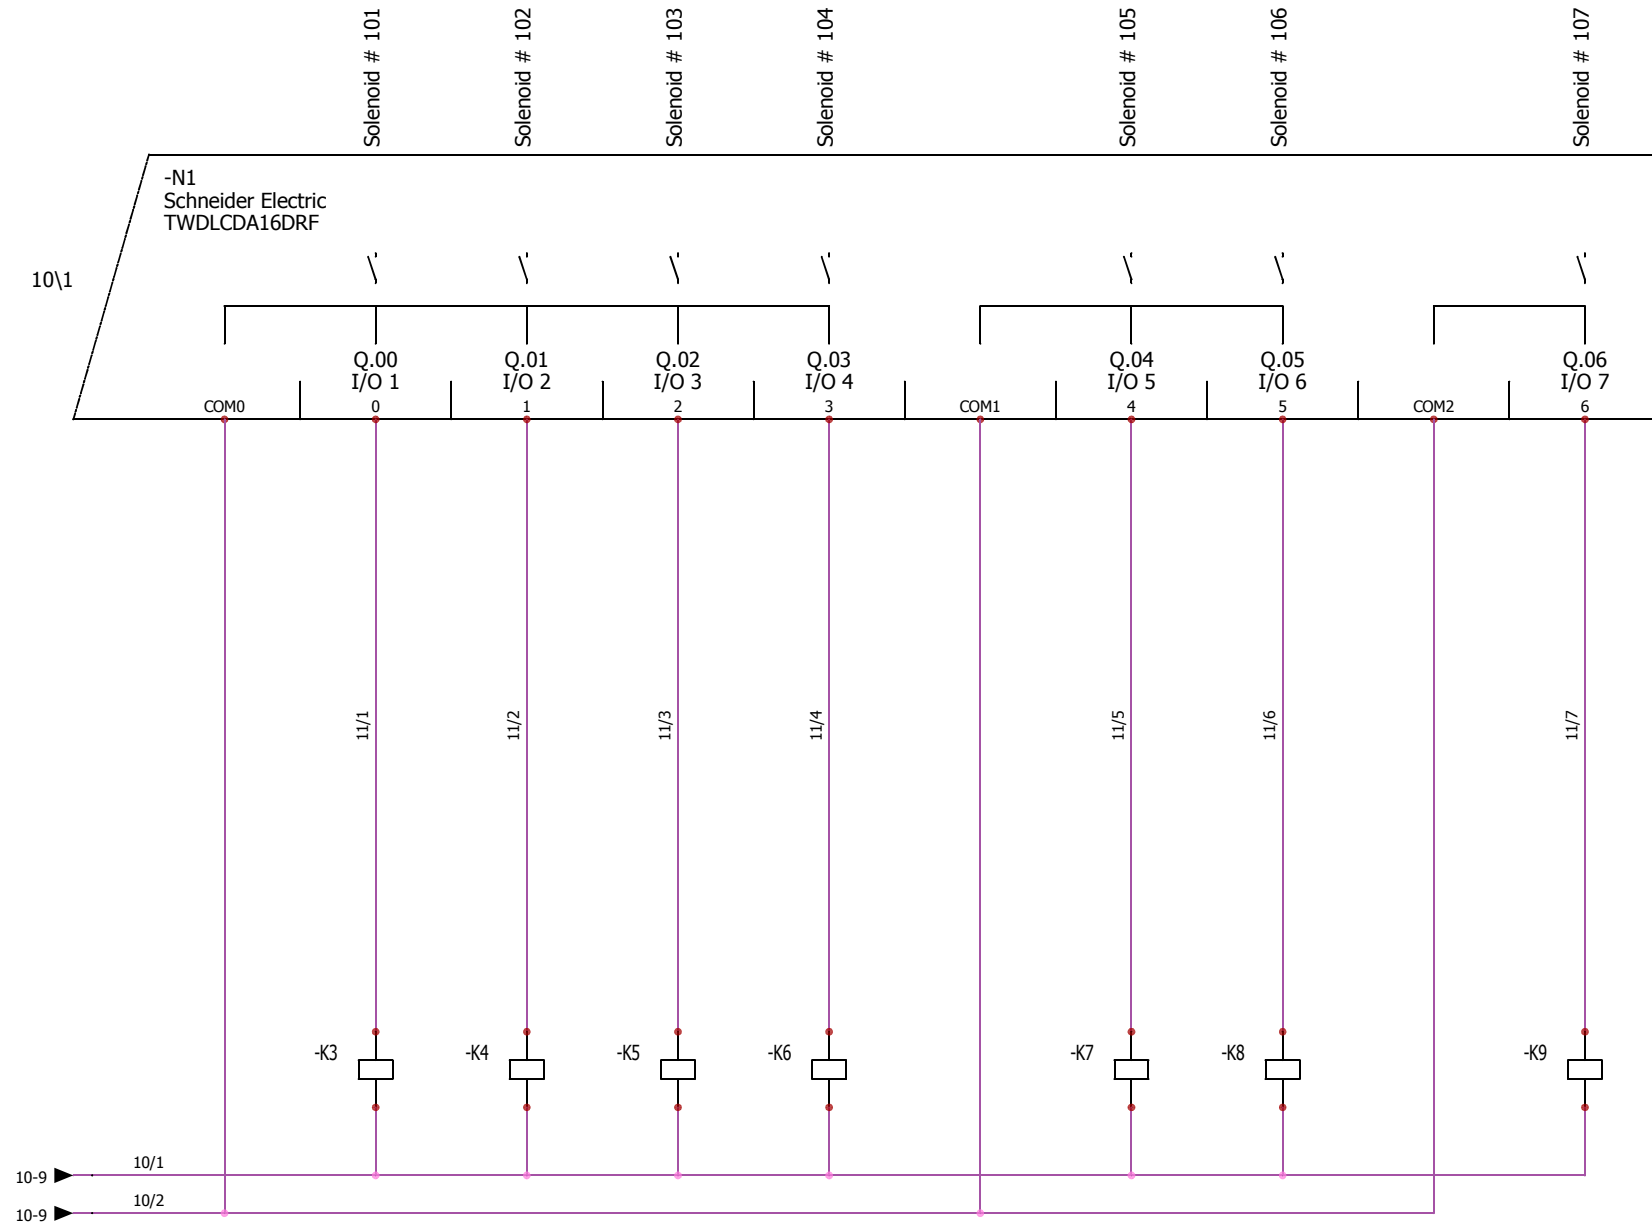 Solenoid # 101
Solenoid # 102
Solenoid # 103
Solenoid # 104
Solenoid # 105
Solenoid # 106
Solenoid # 107
-N1
Schneider Electric
TWDLCDA16DRF
10\1
Q.00
I/O 1
Q.01
I/O 2
Q.02
I/O 3
Q.03
I/O 4
Q.04
I/O 5
Q.05
I/O 6
Q.06
I/O 7
COM0
0
1
2
3
COM1
4
5
COM2
6
11/1
11/2
11/3
11/4
11/5
11/6
11/7
-K3
-K4
-K5
-K6
-K7
-K8
-K9
10-9
10/1
10-9
10/2